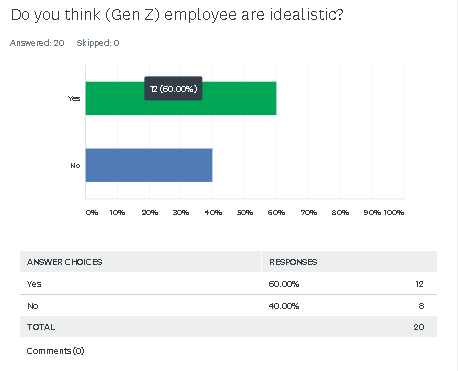 Do you think (Gen Z) employee are idealistic?
Answered: 20 Skipped: 0
12 (60.00%)
Yes
No
0% 10% 20% 30% 40% 50% 60% 70% 80% 90% 100%
ANSWER CHOICES RESPONSES
Yes 60.00% 12
No 40.00% 8
TOTAL 20
Comments (0)